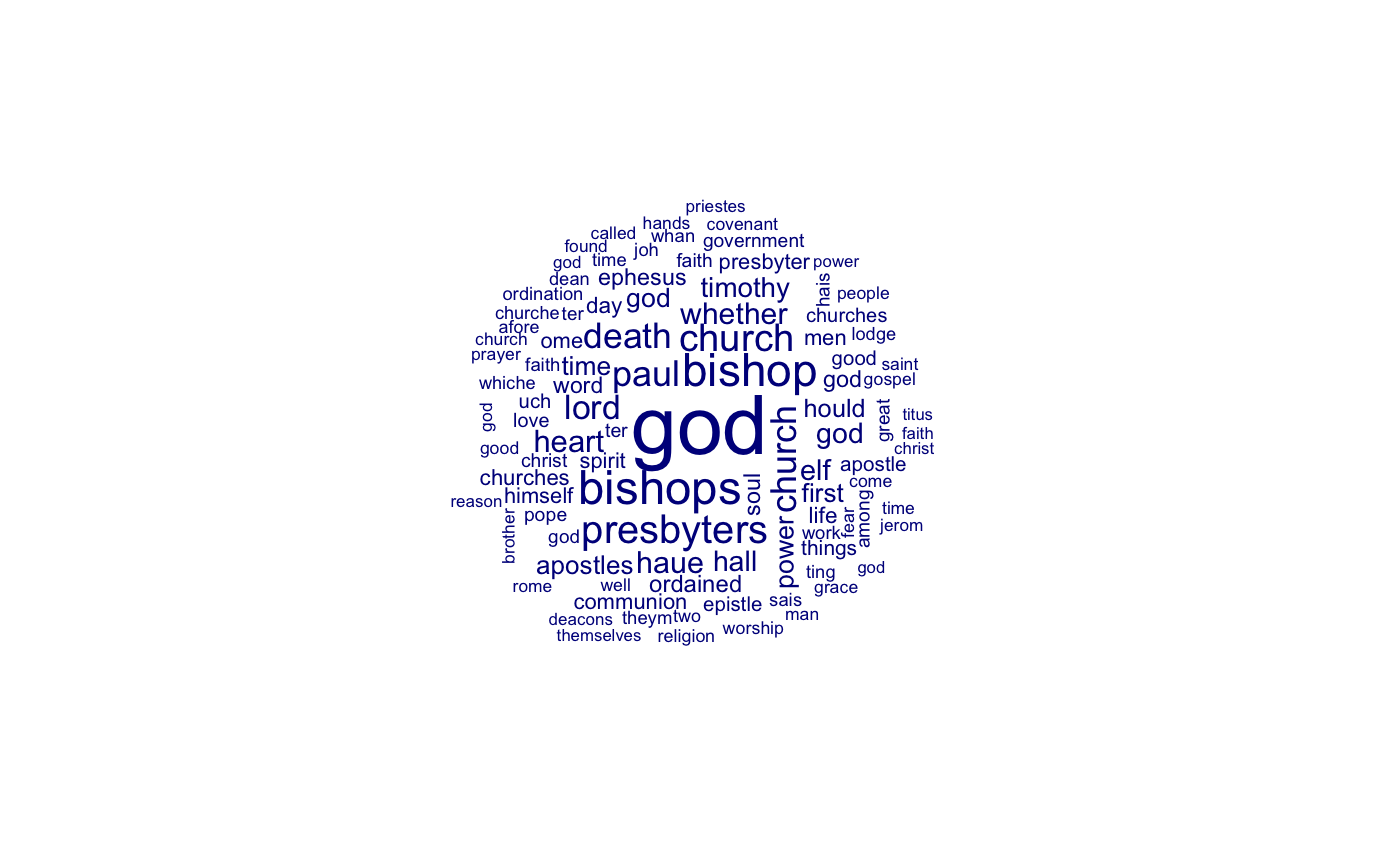 priestes
hands covenant
called whan government
found joh
god time faith presbyter power
dean ephesus
ordination day god timothy hais people
churche ter whether churches
afore
church ome death church men lodge
prayer
faith time paul bishop good saint
whiche word god gospel
uch lord hould great titus
god love god god faith
good heart ter church christ
christ spirit
churches elf apostle
reason himself bishops soul first come
brother pope life fear among time
god presbyters power work jerom
things
apostles haue hall ting god
rome well ordained grace
communion epistle sais
deacons theym two man
themselves religion worship